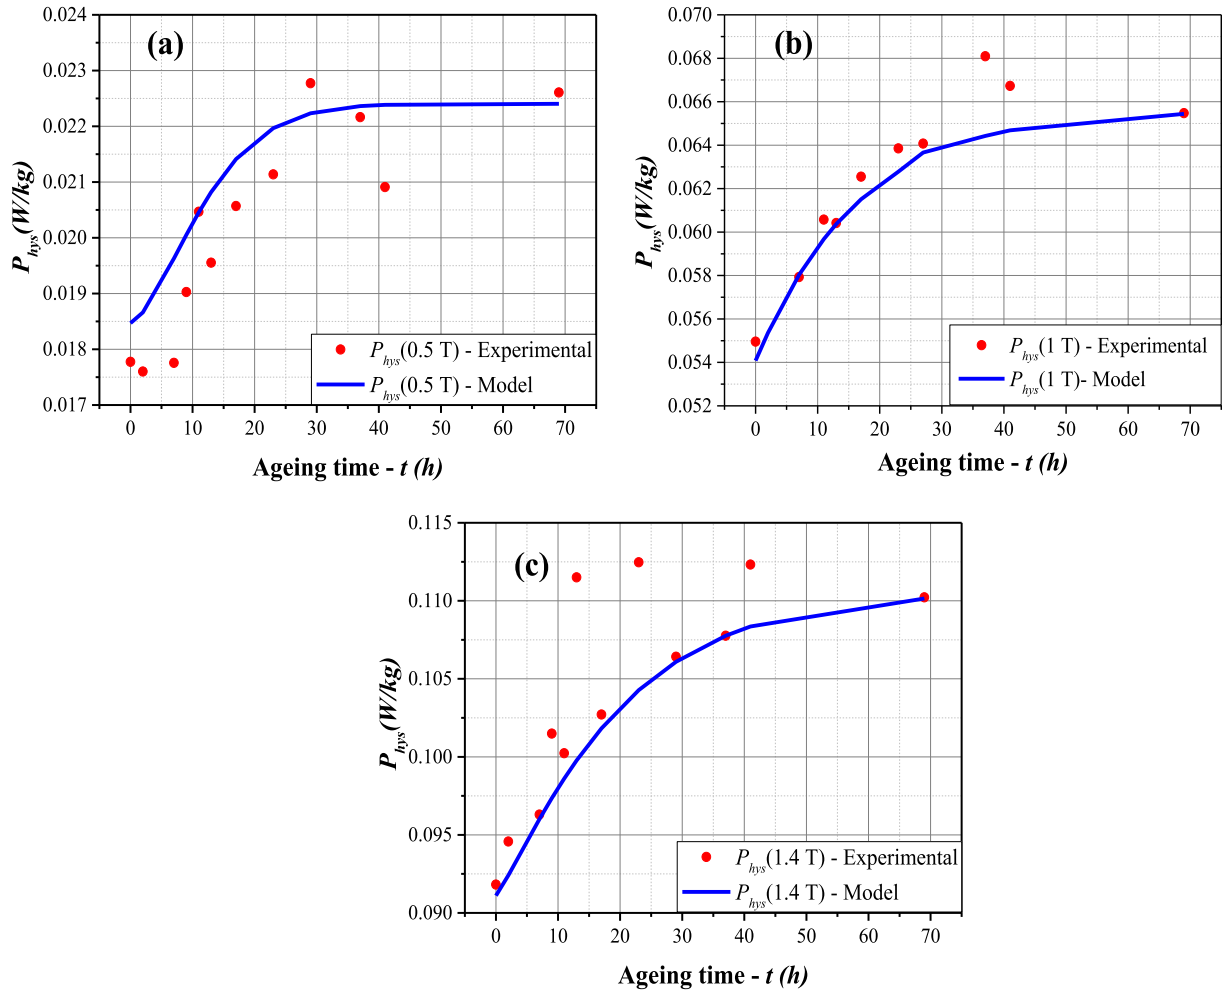 (a)
0.024
0.023
0.022
0.021
0.020
0.019
0.018
0.017
P_hys (W/kg)
P_hys(0.5 T) - Experimental
P_hys(0.5 T) - Model
0 10 20 30 40 50 60 70
Ageing time - t (h)
(b)
0.070
0.068
0.066
0.064
0.062
0.060
0.058
0.056
0.054
0.052
P_hys (W/kg)
P_hys(1 T) - Experimental
P_hys(1 T)- Model
0 10 20 30 40 50 60 70
Ageing time - t (h)
(c)
0.115
0.110
0.105
0.100
0.095
0.090
P_hys (W/kg)
P_hys(1.4 T) - Experimental
P_hys(1.4 T) - Model
0 10 20 30 40 50 60 70
Ageing time - t (h)